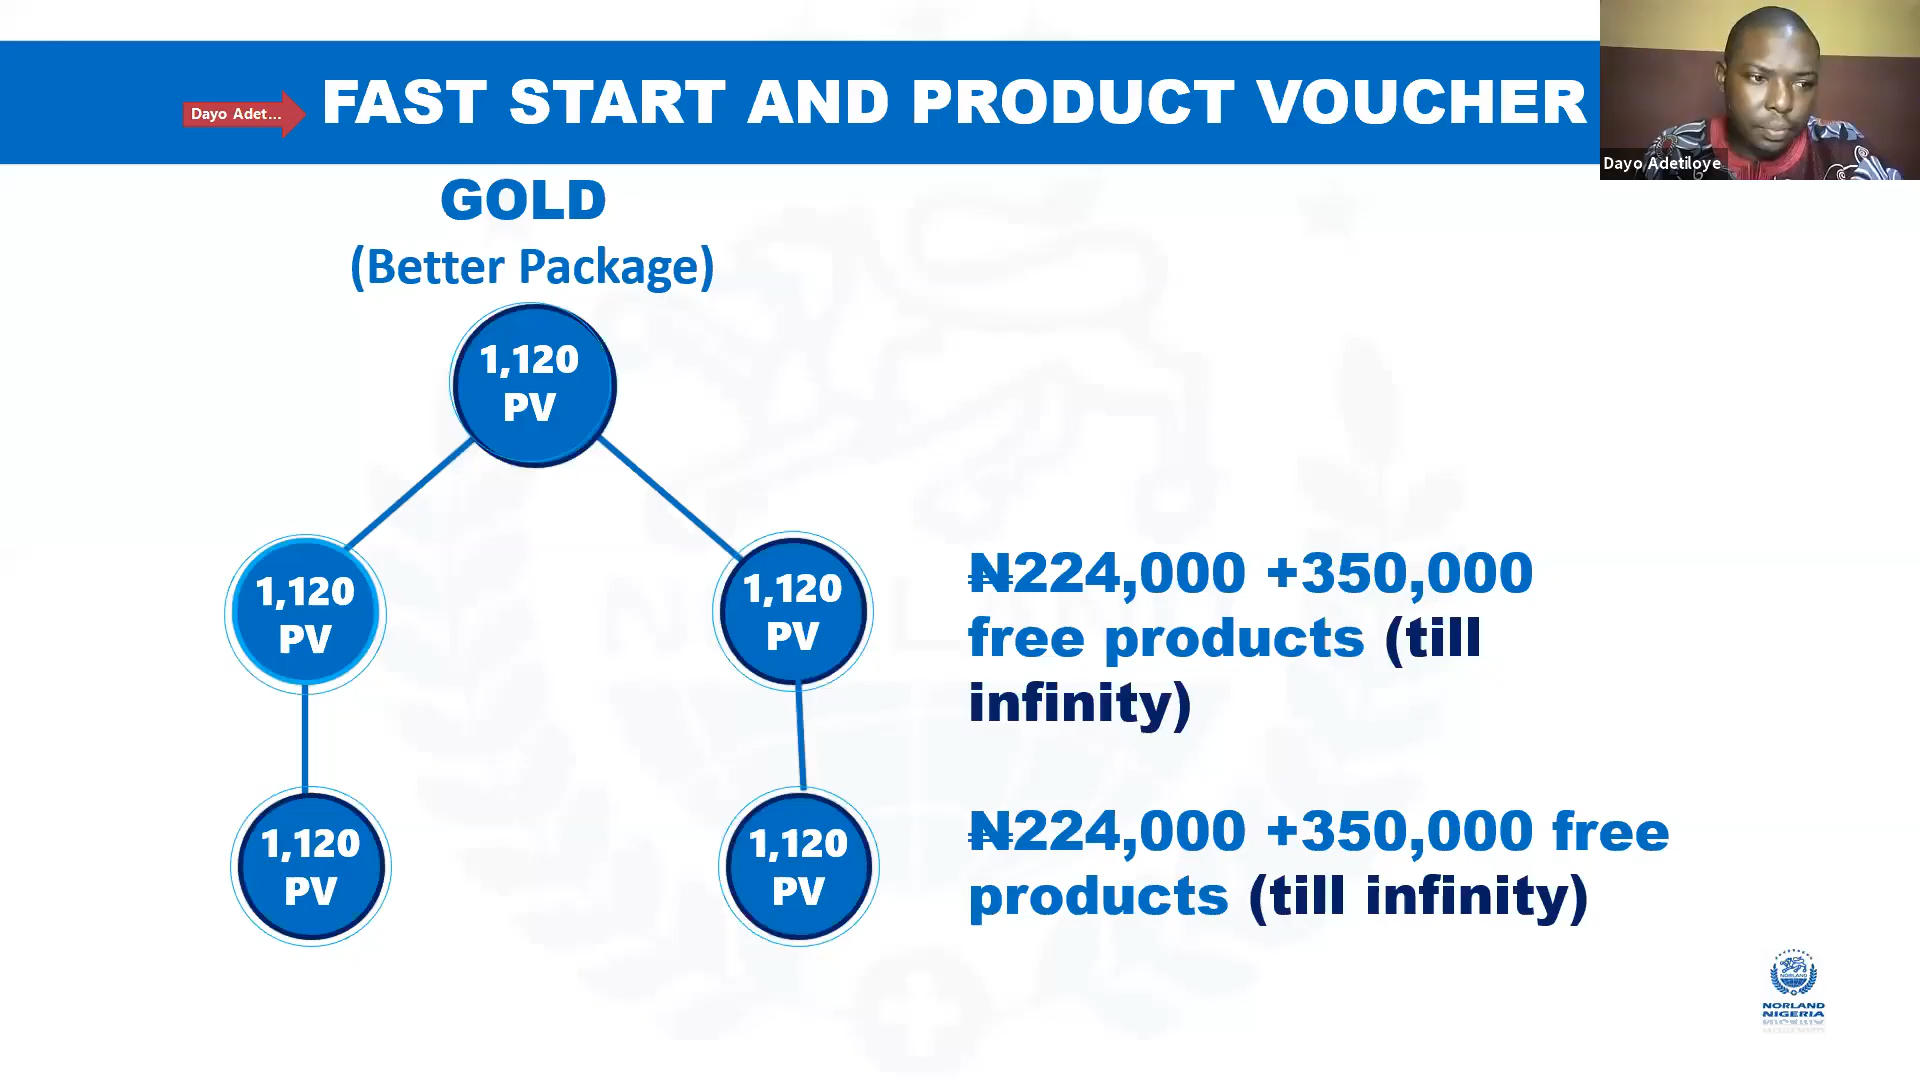 Dayo Adet...
FAST START AND PRODUCT VOUCHER
Dayo Adetiloye
GOLD
(Better Package)
1,120
PV
1,120
PV
1,120
PV
₦224,000 +350,000
free products (till
infinity)
1,120
PV
1,120
PV
₦224,000 +350,000 free
products (till infinity)
NORLAND
NORLAND
NIGERIA